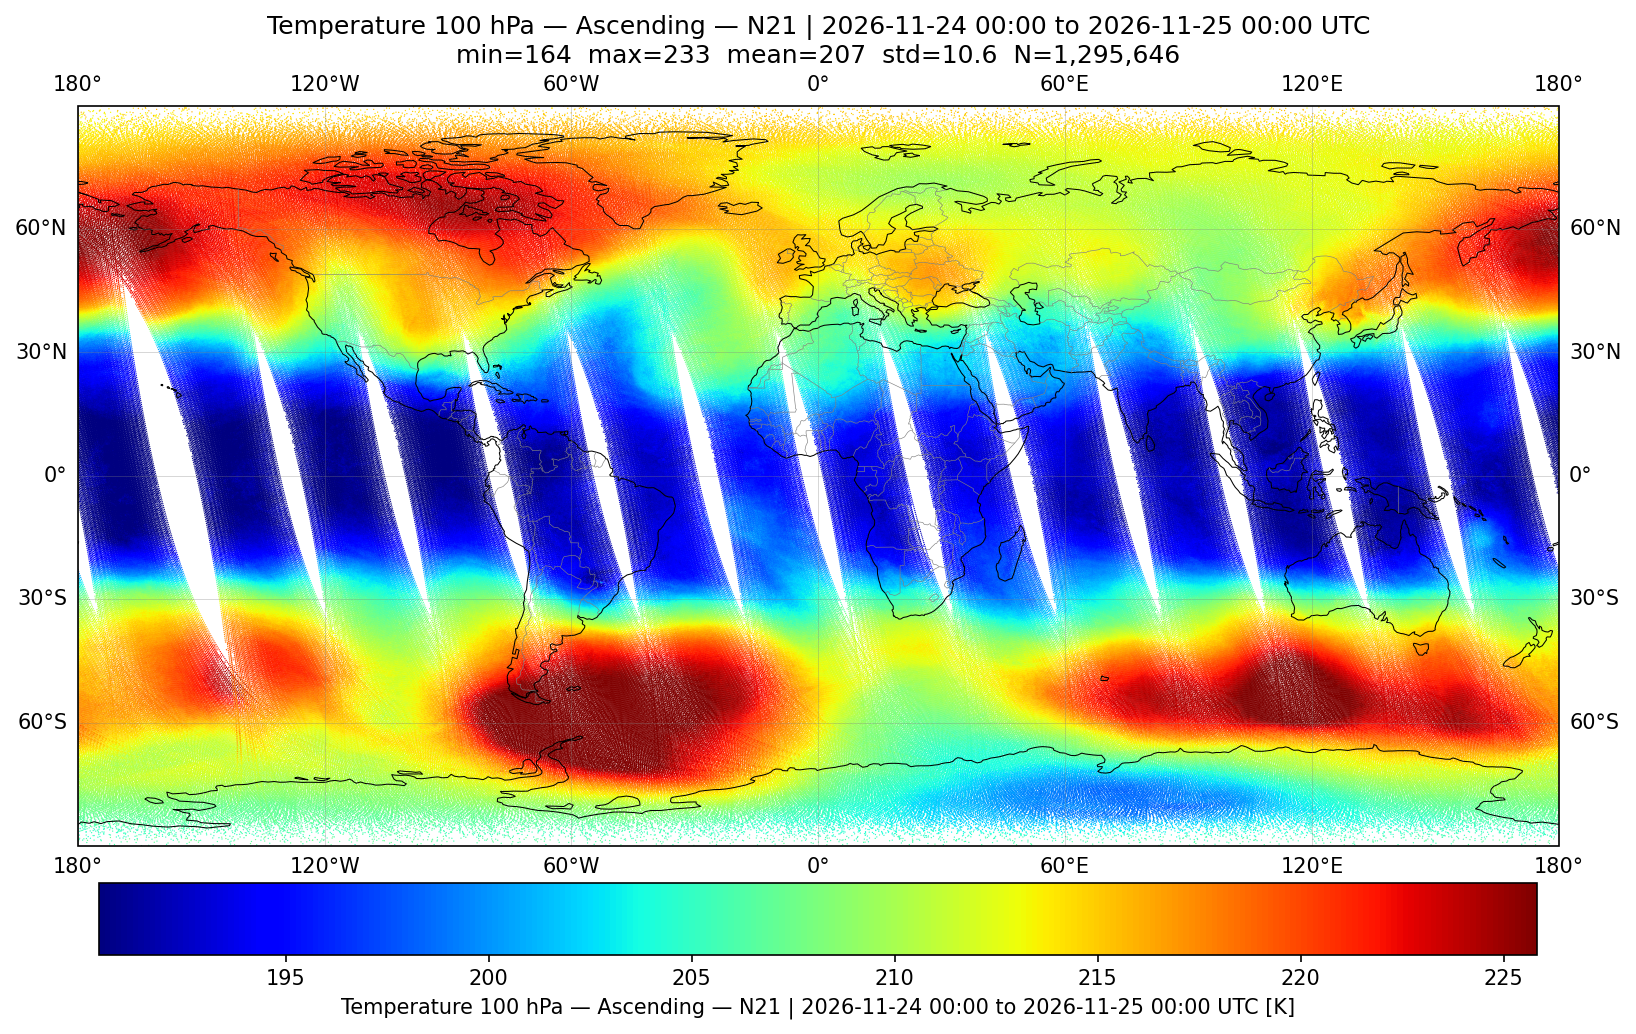 Temperature 100 hPa — Ascending — N21 | 2026-11-24 00:00 to 2026-11-25 00:00 UTC
min=164 max=233 mean=207 std=10.6 N=1,295,646
180° 120°W 60°W 0° 60°E 120°E 180°
60°N 60°N
30°N 30°N
0° 0°
30°S 30°S
60°S 60°S
180° 120°W 60°W 0° 60°E 120°E 180°
195 200 205 210 215 220 225
Temperature 100 hPa — Ascending — N21 | 2026-11-24 00:00 to 2026-11-25 00:00 UTC [K]